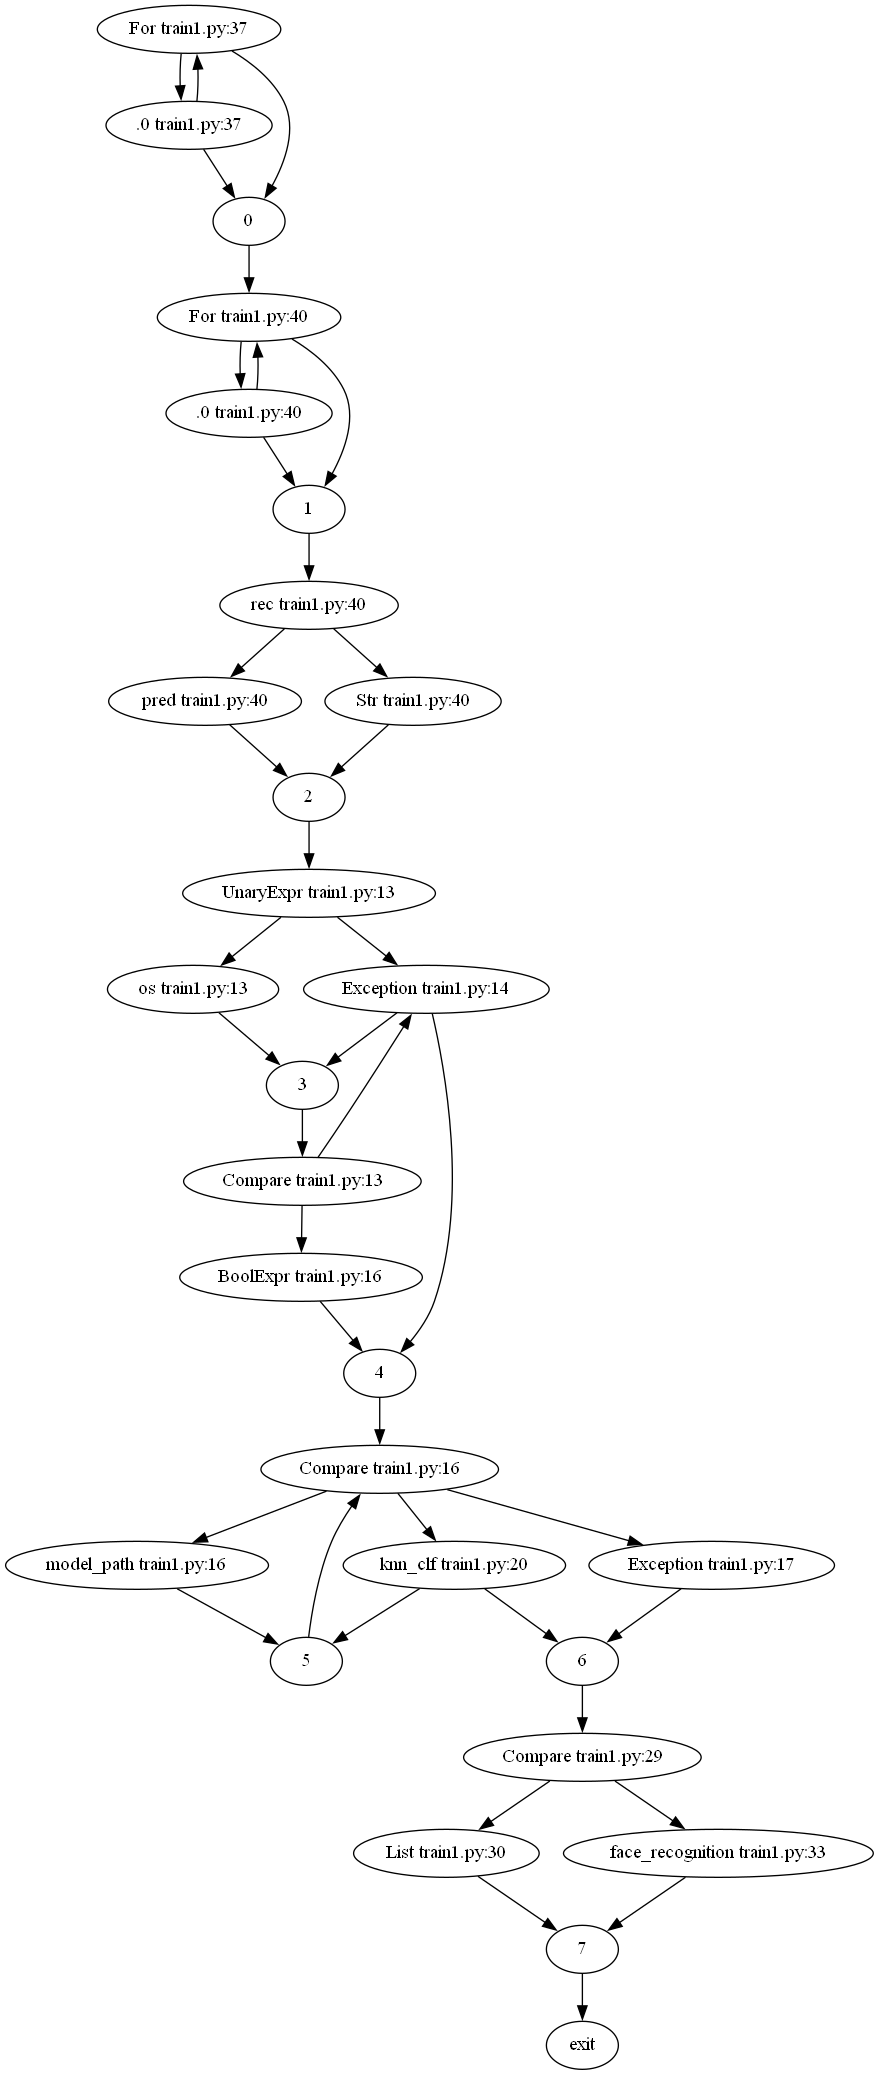 For train1.py:37
.0 train1.py:37
0
For train1.py:40
.0 train1.py:40
1
rec train1.py:40
pred train1.py:40
Str train1.py:40
2
UnaryExpr train1.py:13
os train1.py:13
Exception train1.py:14
3
Compare train1.py:13
BoolExpr train1.py:16
4
Compare train1.py:16
model_path train1.py:16
knn_clf train1.py:20
Exception train1.py:17
5
6
Compare train1.py:29
List train1.py:30
face_recognition train1.py:33
7
exit